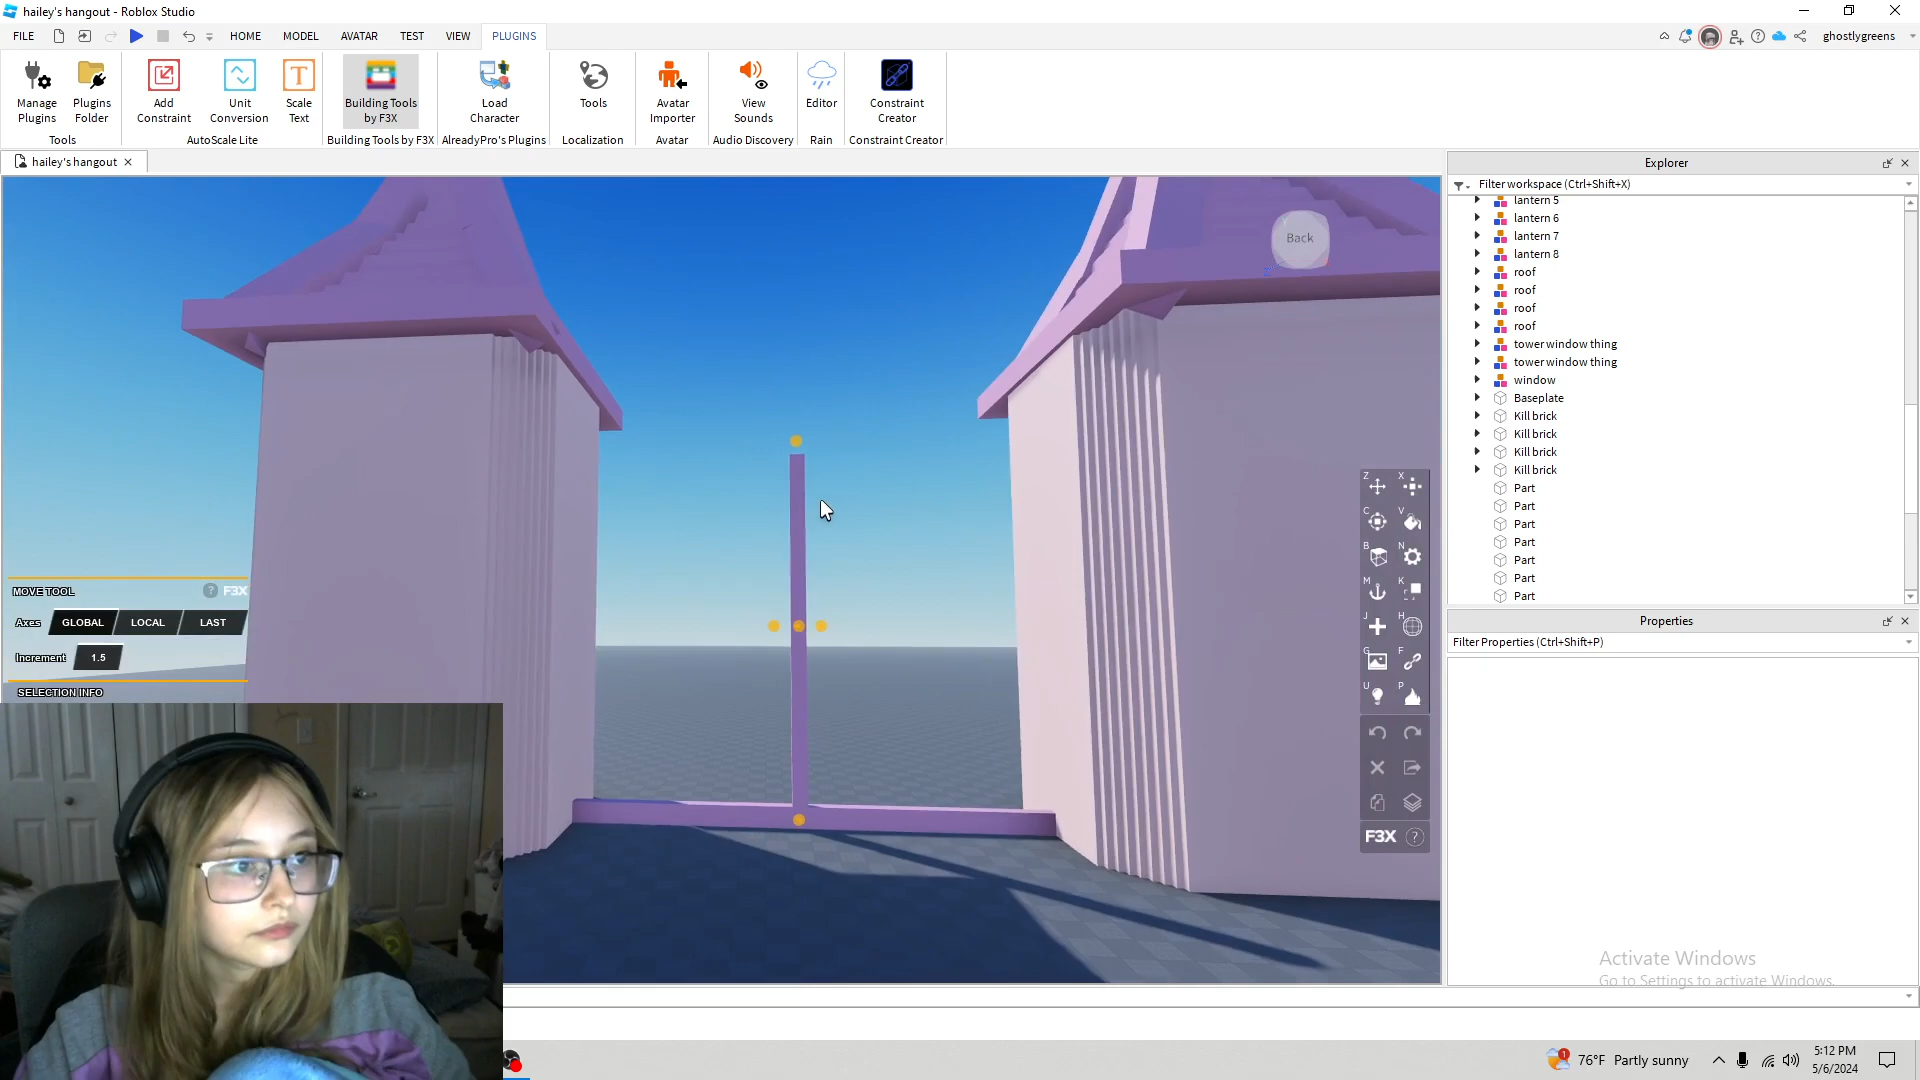 hailey's hangout - Roblox Studio
FILE HOME MODEL AVATAR TEST VIEW PLUGINS ghostlygreens
Manage Plugins
Plugins Folder
Tools
Add Constraint
Unit Conversion
Scale Text
AutoScale Lite
Building Tools by F3X
Building Tools by F3X
Load Character
AlreadyPro's Plugins
Tools
Localization
Avatar Importer
Avatar
View Sounds
Audio Discovery
Editor
Rain
Constraint Creator
Constraint Creator
hailey's hangout
Back
MOVE TOOL ? F3X
Axes GLOBAL LOCAL LAST
Increment 1.5
SELECTION INFO
Z X
C V
B N
M K
J H
G F
U P
F3X ?
Explorer
Filter workspace (Ctrl+Shift+X)
lantern 5
lantern 6
lantern 7
lantern 8
roof
roof
roof
roof
tower window thing
tower window thing
window
Baseplate
Kill brick
Kill brick
Kill brick
Kill brick
Part
Part
Part
Part
Part
Part
Part
Properties
Filter Properties (Ctrl+Shift+P)
Activate Windows
Go to Settings to activate Windows.
1 76°F Partly sunny
5:12 PM
5/6/2024